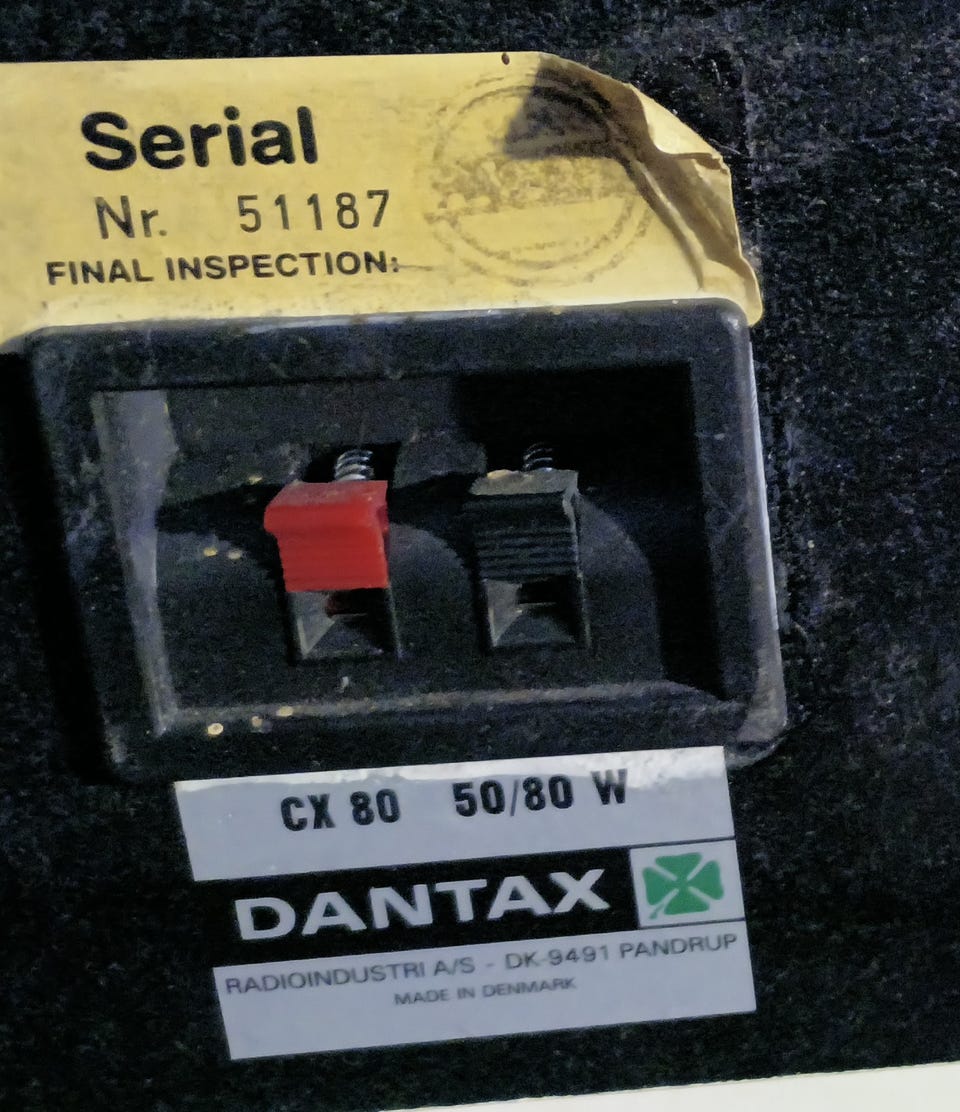 Serial
Nr. 51187
FINAL INSPECTION:
CX 80 50/80 W
DANTAX
RADIOINDUSTRI A/S - DK-9491 PANDRUP
MADE IN DENMARK